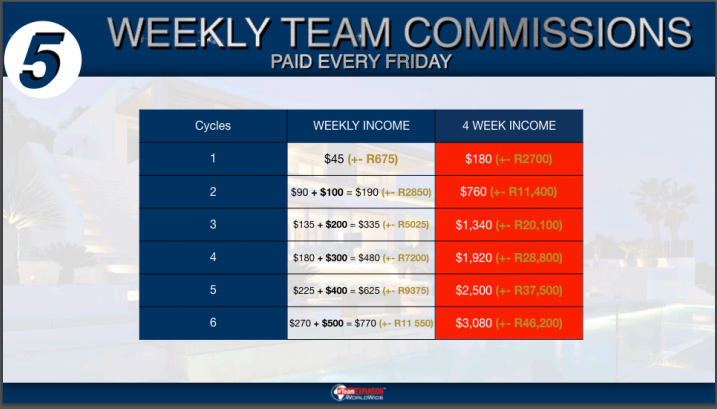 5
WEEKLY TEAM COMMISSIONS
PAID EVERY FRIDAY
Cycles WEEKLY INCOME 4 WEEK INCOME
1 $45 (+- R675) $180 (+- R2700)
2 $90 + $100 = $190 (+- R2850) $760 (+- R11,400)
3 $135 + $200 = $335 (+- R5025) $1,340 (+- R20,100)
4 $180 + $300 = $480 (+- R7200) $1,920 (+- R28,800)
5 $225 + $400 = $625 (+- R9375) $2,500 (+- R37,500)
6 $270 + $500 = $770 (+- R11 550) $3,080 (+- R46,200)
TeamEXPANSION
WORLDWIDE